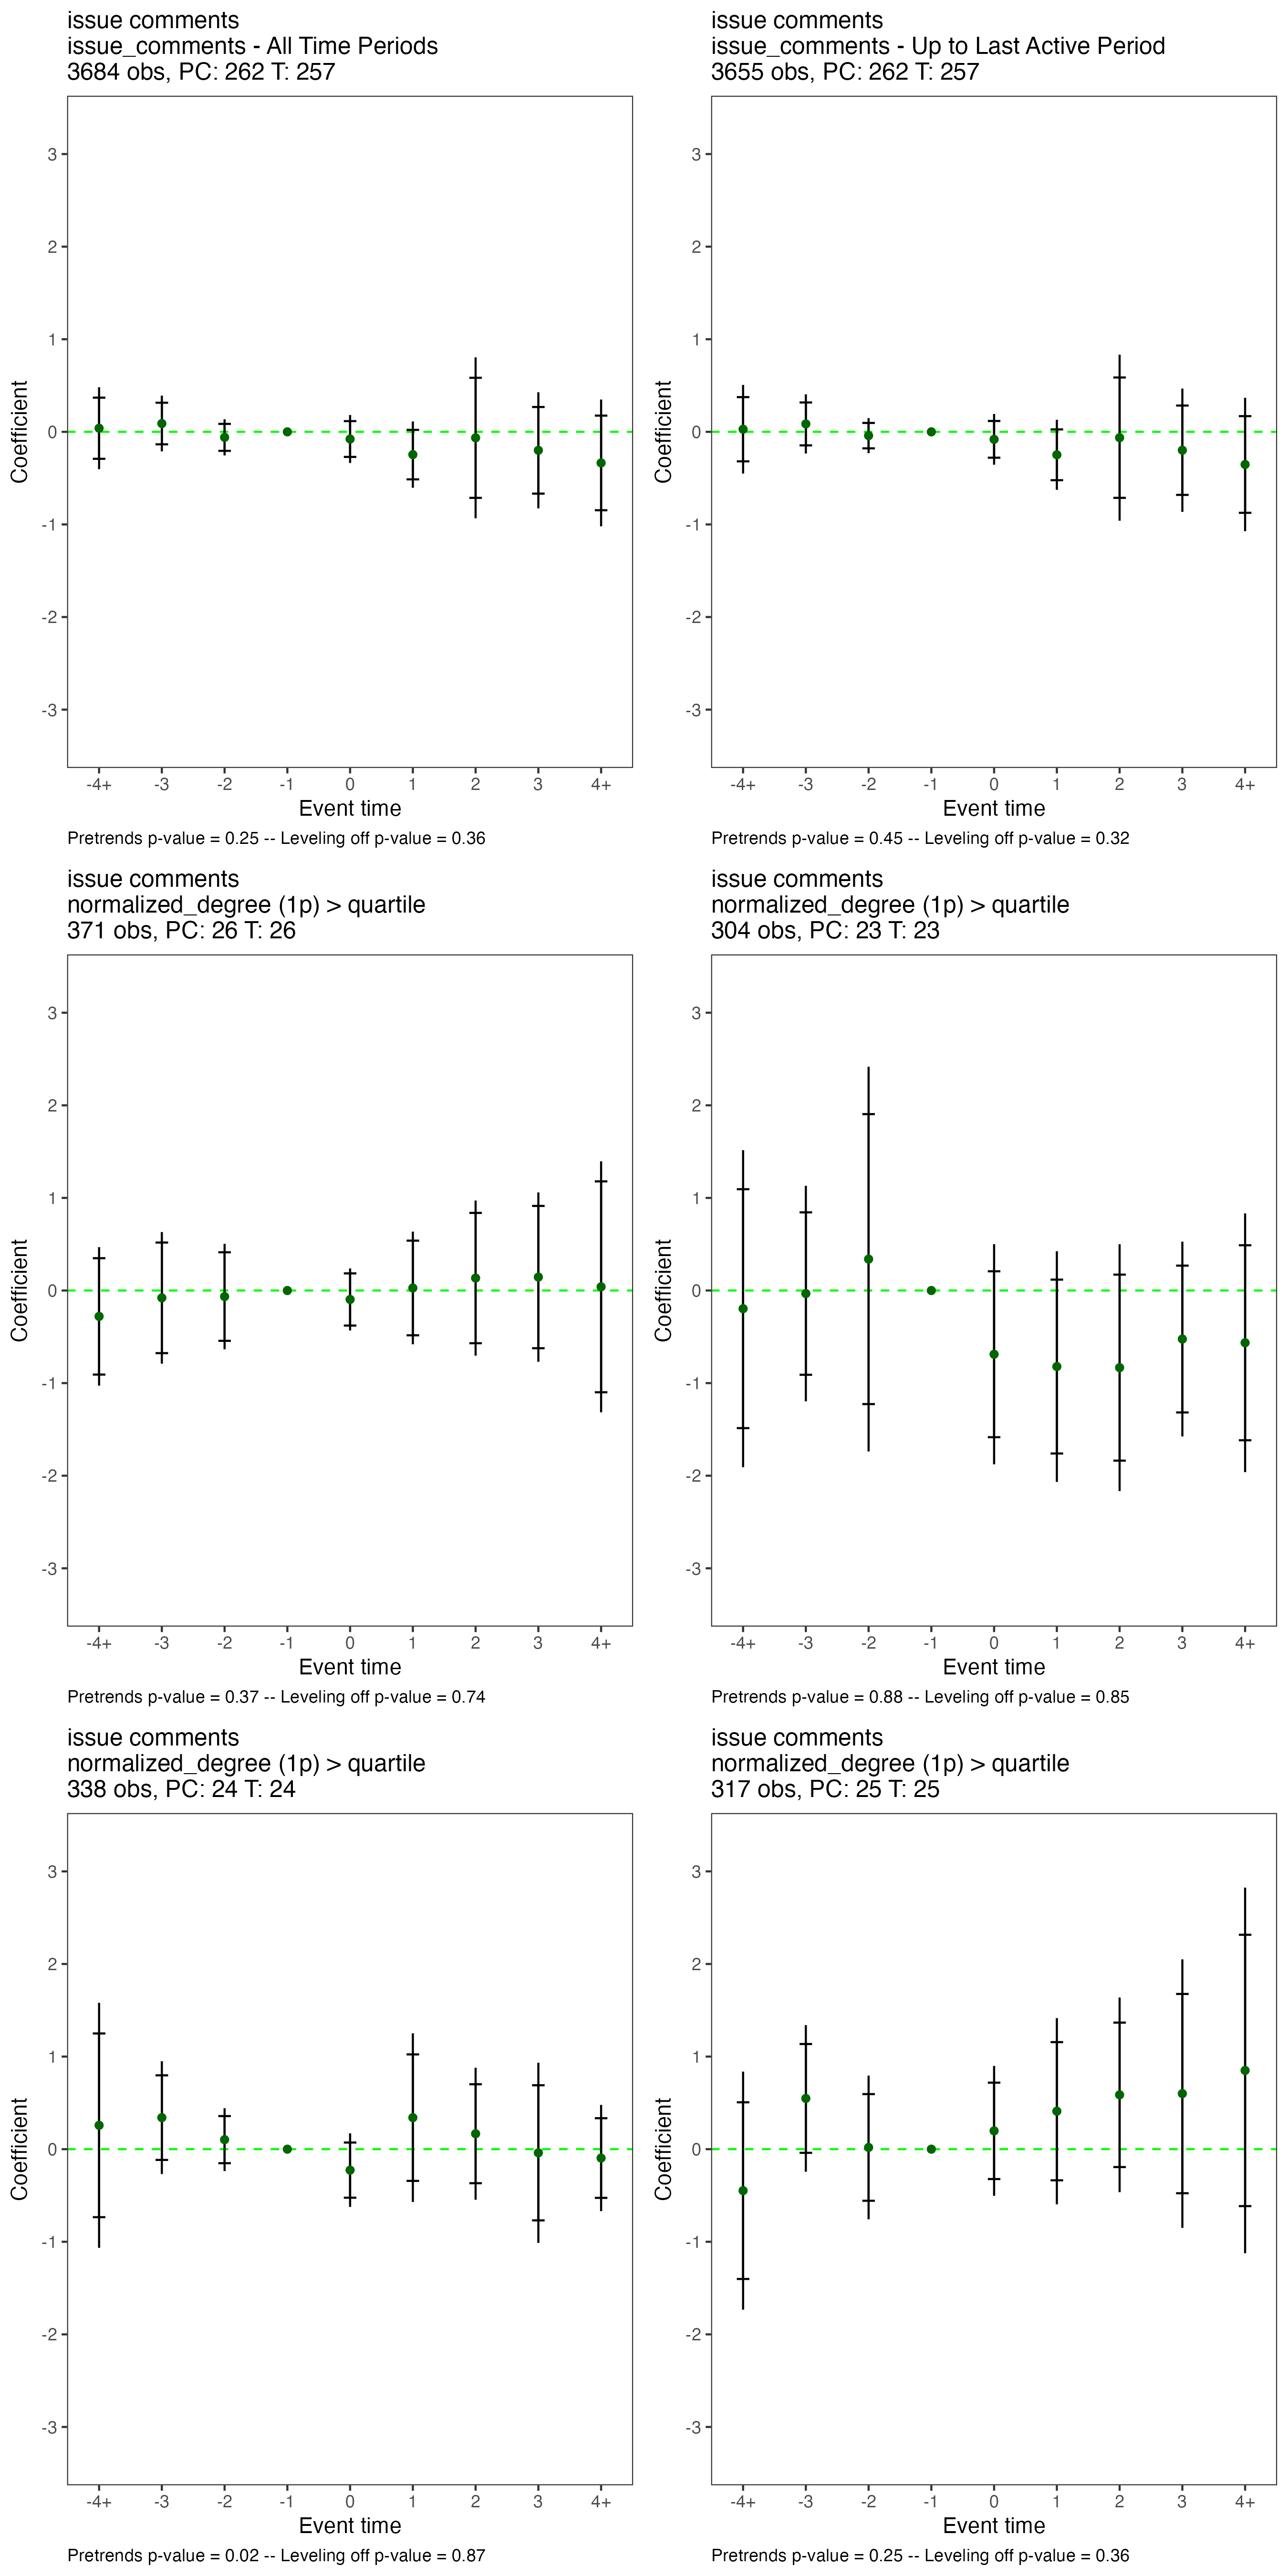 issue comments
issue_comments - All Time Periods
3684 obs, PC: 262 T: 257
3
2
1
0
-1
-2
-3
Coefficient
-4+ -3 -2 -1 0 1 2 3 4+
Event time
Pretrends p-value = 0.25 -- Leveling off p-value = 0.36
issue comments
issue_comments - Up to Last Active Period
3655 obs, PC: 262 T: 257
3
2
1
0
-1
-2
-3
Coefficient
-4+ -3 -2 -1 0 1 2 3 4+
Event time
Pretrends p-value = 0.45 -- Leveling off p-value = 0.32
issue comments
normalized_degree (1p) > quartile
371 obs, PC: 26 T: 26
3
2
1
0
-1
-2
-3
Coefficient
-4+ -3 -2 -1 0 1 2 3 4+
Event time
Pretrends p-value = 0.37 -- Leveling off p-value = 0.74
issue comments
normalized_degree (1p) > quartile
304 obs, PC: 23 T: 23
3
2
1
0
-1
-2
-3
Coefficient
-4+ -3 -2 -1 0 1 2 3 4+
Event time
Pretrends p-value = 0.88 -- Leveling off p-value = 0.85
issue comments
normalized_degree (1p) > quartile
338 obs, PC: 24 T: 24
3
2
1
0
-1
-2
-3
Coefficient
-4+ -3 -2 -1 0 1 2 3 4+
Event time
Pretrends p-value = 0.02 -- Leveling off p-value = 0.87
issue comments
normalized_degree (1p) > quartile
317 obs, PC: 25 T: 25
3
2
1
0
-1
-2
-3
Coefficient
-4+ -3 -2 -1 0 1 2 3 4+
Event time
Pretrends p-value = 0.25 -- Leveling off p-value = 0.36